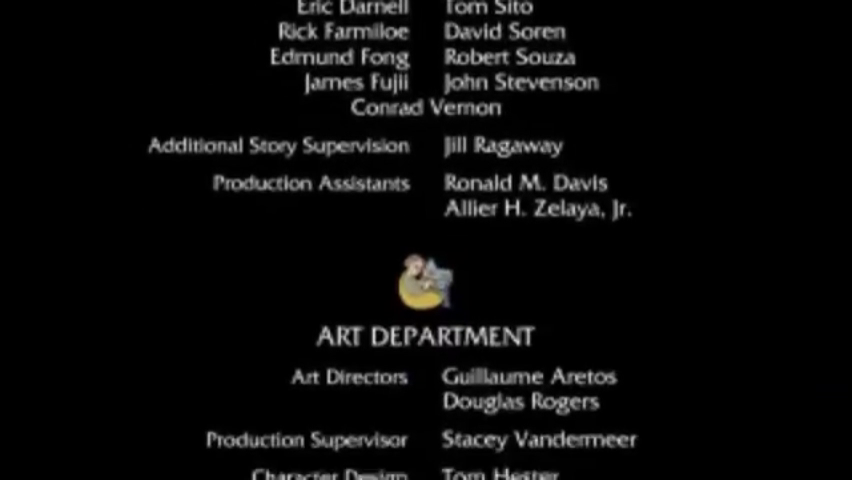 Eric Darnell Tom Sito
Rick Farmiloe David Soren
Edmund Fong Robert Souza
James Fujii John Stevenson
Conrad Vernon
Additional Story Supervision Jill Ragaway
Production Assistants Ronald M. Davis
Allier H. Zelaya, Jr.
ART DEPARTMENT
Art Directors Guillaume Aretos
Douglas Rogers
Production Supervisor Stacey Vandermeer
Character Design Tom Hester